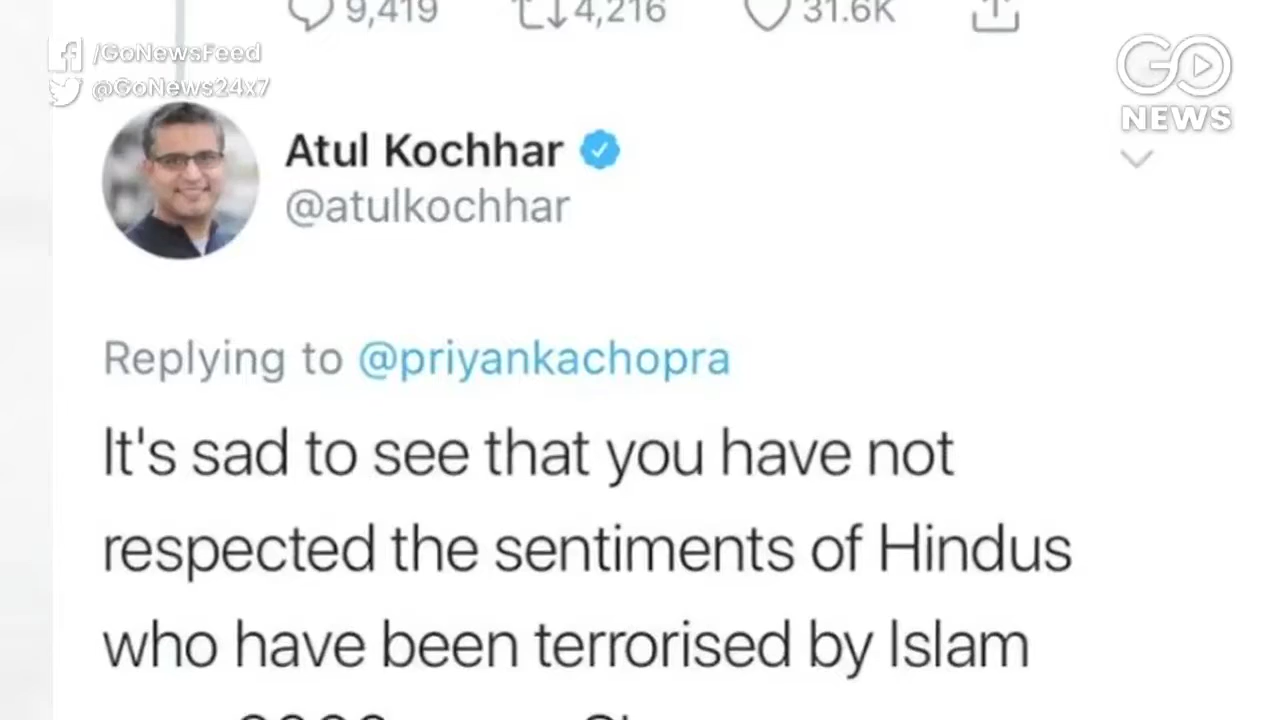 9,419 4,216 31.6K
/GoNewsFeed
@GoNews24x7
GO
NEWS
Atul Kochhar
@atulkochhar
Replying to @priyankachopra
It's sad to see that you have not
respected the sentiments of Hindus
who have been terrorised by Islam